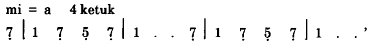 mi = a 4 ketuk
7̣ | 1 7̣ 5̣ 7̣ | 1 . . 7̣ | 1 7̣ 5̣ 7̣ | 1 . . ’